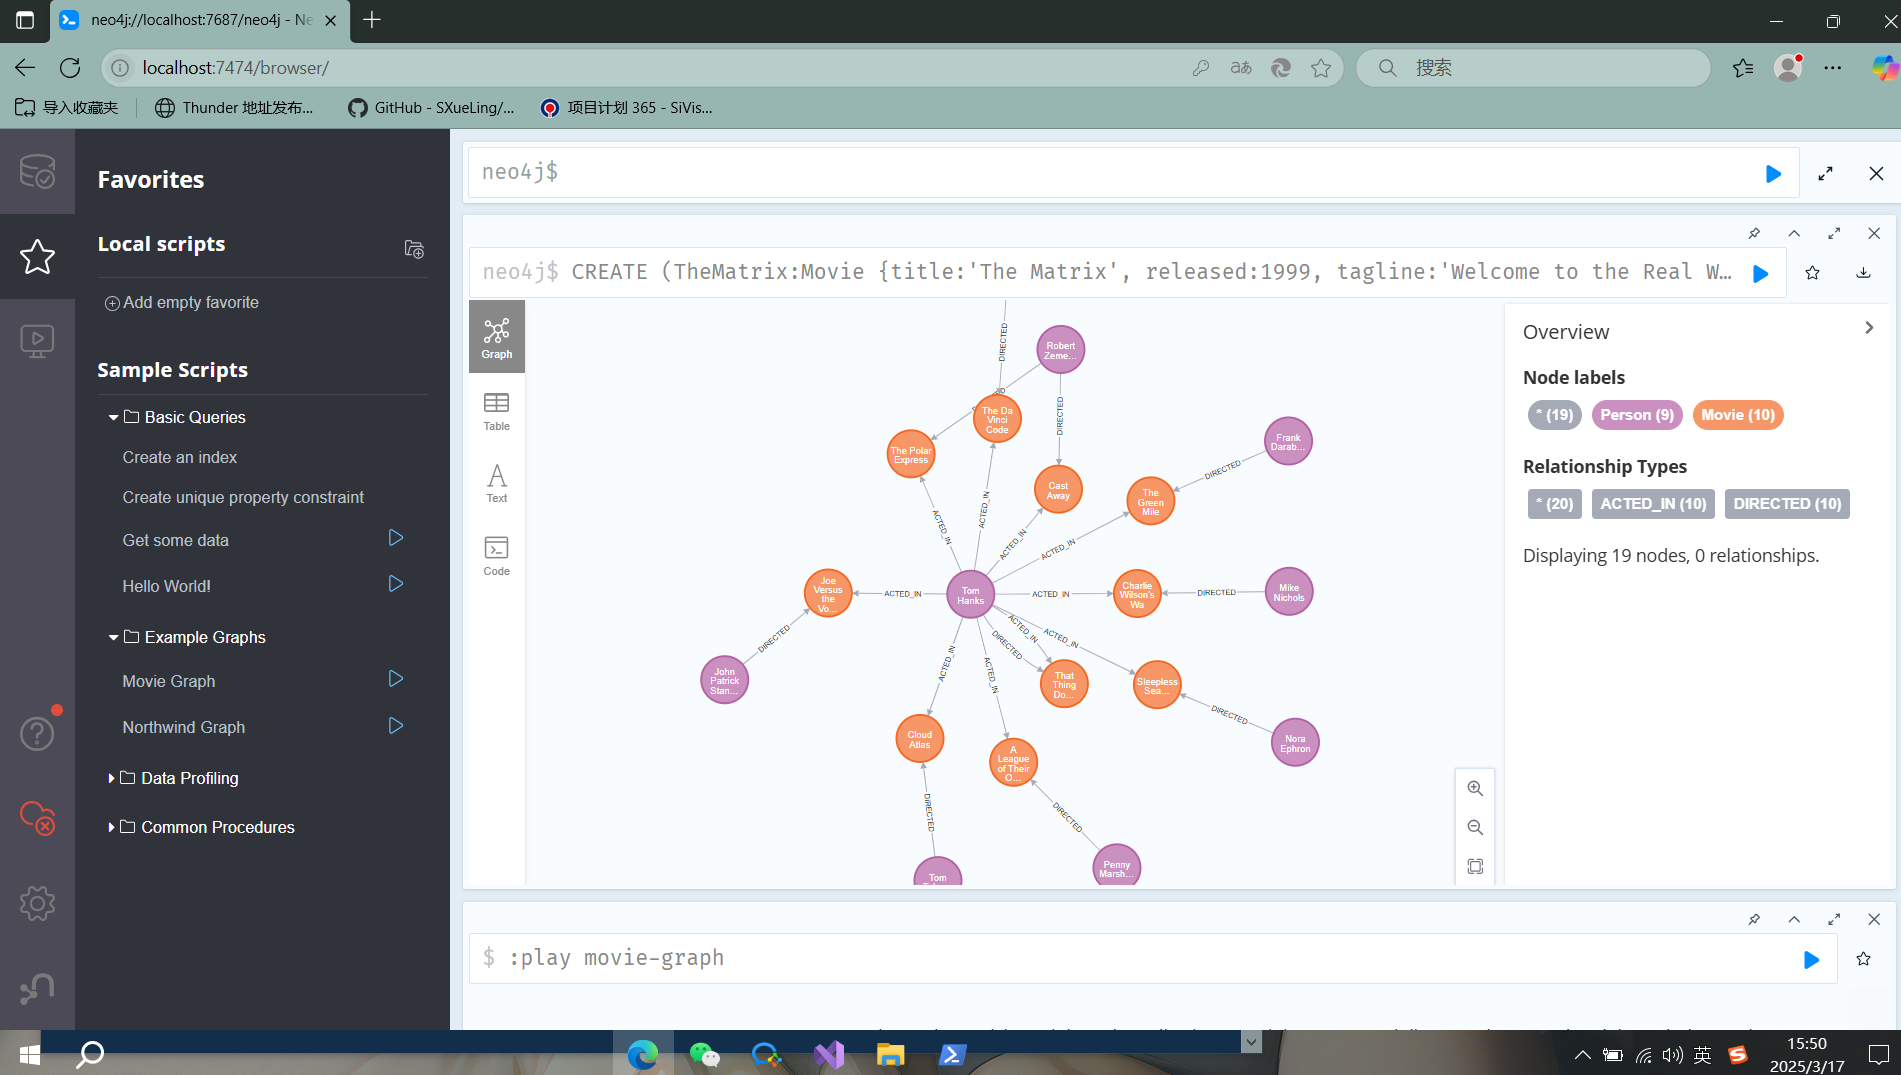 neo4j://localhost:7687/neo4j - Ne
localhost:7474/browser/
搜索
导入收藏夹
Thunder 地址发布...
GitHub - SXueLing/...
项目计划 365 - SiVis...
Favorites
Local scripts
Add empty favorite
Sample Scripts
Basic Queries
Create an index
Create unique property constraint
Get some data
Hello World!
Example Graphs
Movie Graph
Northwind Graph
Data Profiling
Common Procedures
neo4j$
neo4j$ CREATE (TheMatrix:Movie {title:'The Matrix', released:1999, tagline:'Welcome to the Real W...
Graph
Table
Text
Code
DIRECTED
Robert
Zeme...
The Da
Vinci
Code
DIRECTED
The Polar
Express
Frank
Darab...
DIRECTED
Cast
Away
The
Green
Mile
ACTED_IN
ACTED_IN
ACTED_IN
ACTED_IN
Joe
Versus
the
Vo...
ACTED_IN
Tom
Hanks
ACTED_IN
Charlie
Wilson's
Wa
DIRECTED
Mike
Nichols
DIRECTED
ACTED_IN
DIRECTED
ACTED_IN
ACTED_IN
ACTED_IN
John
Patrick
Stan...
That
Thing
Do...
Sleepless
Sea...
DIRECTED
Nora
Ephron
Cloud
Atlas
A
League
of Their
O...
DIRECTED
DIRECTED
Penny
Marsh...
Tom
Overview
Node labels
* (19)
Person (9)
Movie (10)
Relationship Types
* (20)
ACTED_IN (10)
DIRECTED (10)
Displaying 19 nodes, 0 relationships.
$ :play movie-graph
英
15:50
2025/3/17